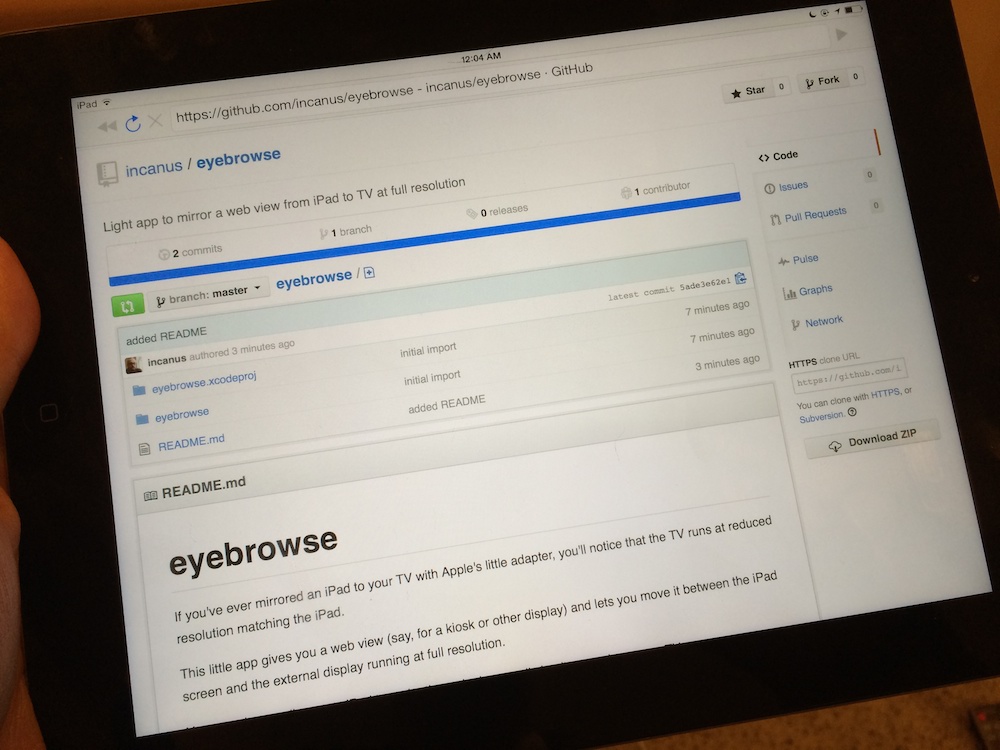 iPad
12:04 AM
https://github.com/incanus/eyebrowse - incanus/eyebrowse · GitHub
Star 0
Fork 0
incanus / eyebrowse
Light app to mirror a web view from iPad to TV at full resolution
2 commits
1 branch
0 releases
1 contributor
branch: master
eyebrowse /
added README
latest commit 5ade3e62e1
incanus authored 3 minutes ago
eyebrowse.xcodeproj initial import 7 minutes ago
eyebrowse initial import 7 minutes ago
README.md added README 3 minutes ago
README.md
eyebrowse
If you've ever mirrored an iPad to your TV with Apple's little adapter, you'll notice that the TV runs at reduced
resolution matching the iPad.
This little app gives you a web view (say, for a kiosk or other display) and lets you move it between the iPad
screen and the external display running at full resolution.
Code
Issues 0
Pull Requests 0
Pulse
Graphs
Network
HTTPS clone URL
https://github.com/i
You can clone with HTTPS, or
Subversion.
Download ZIP